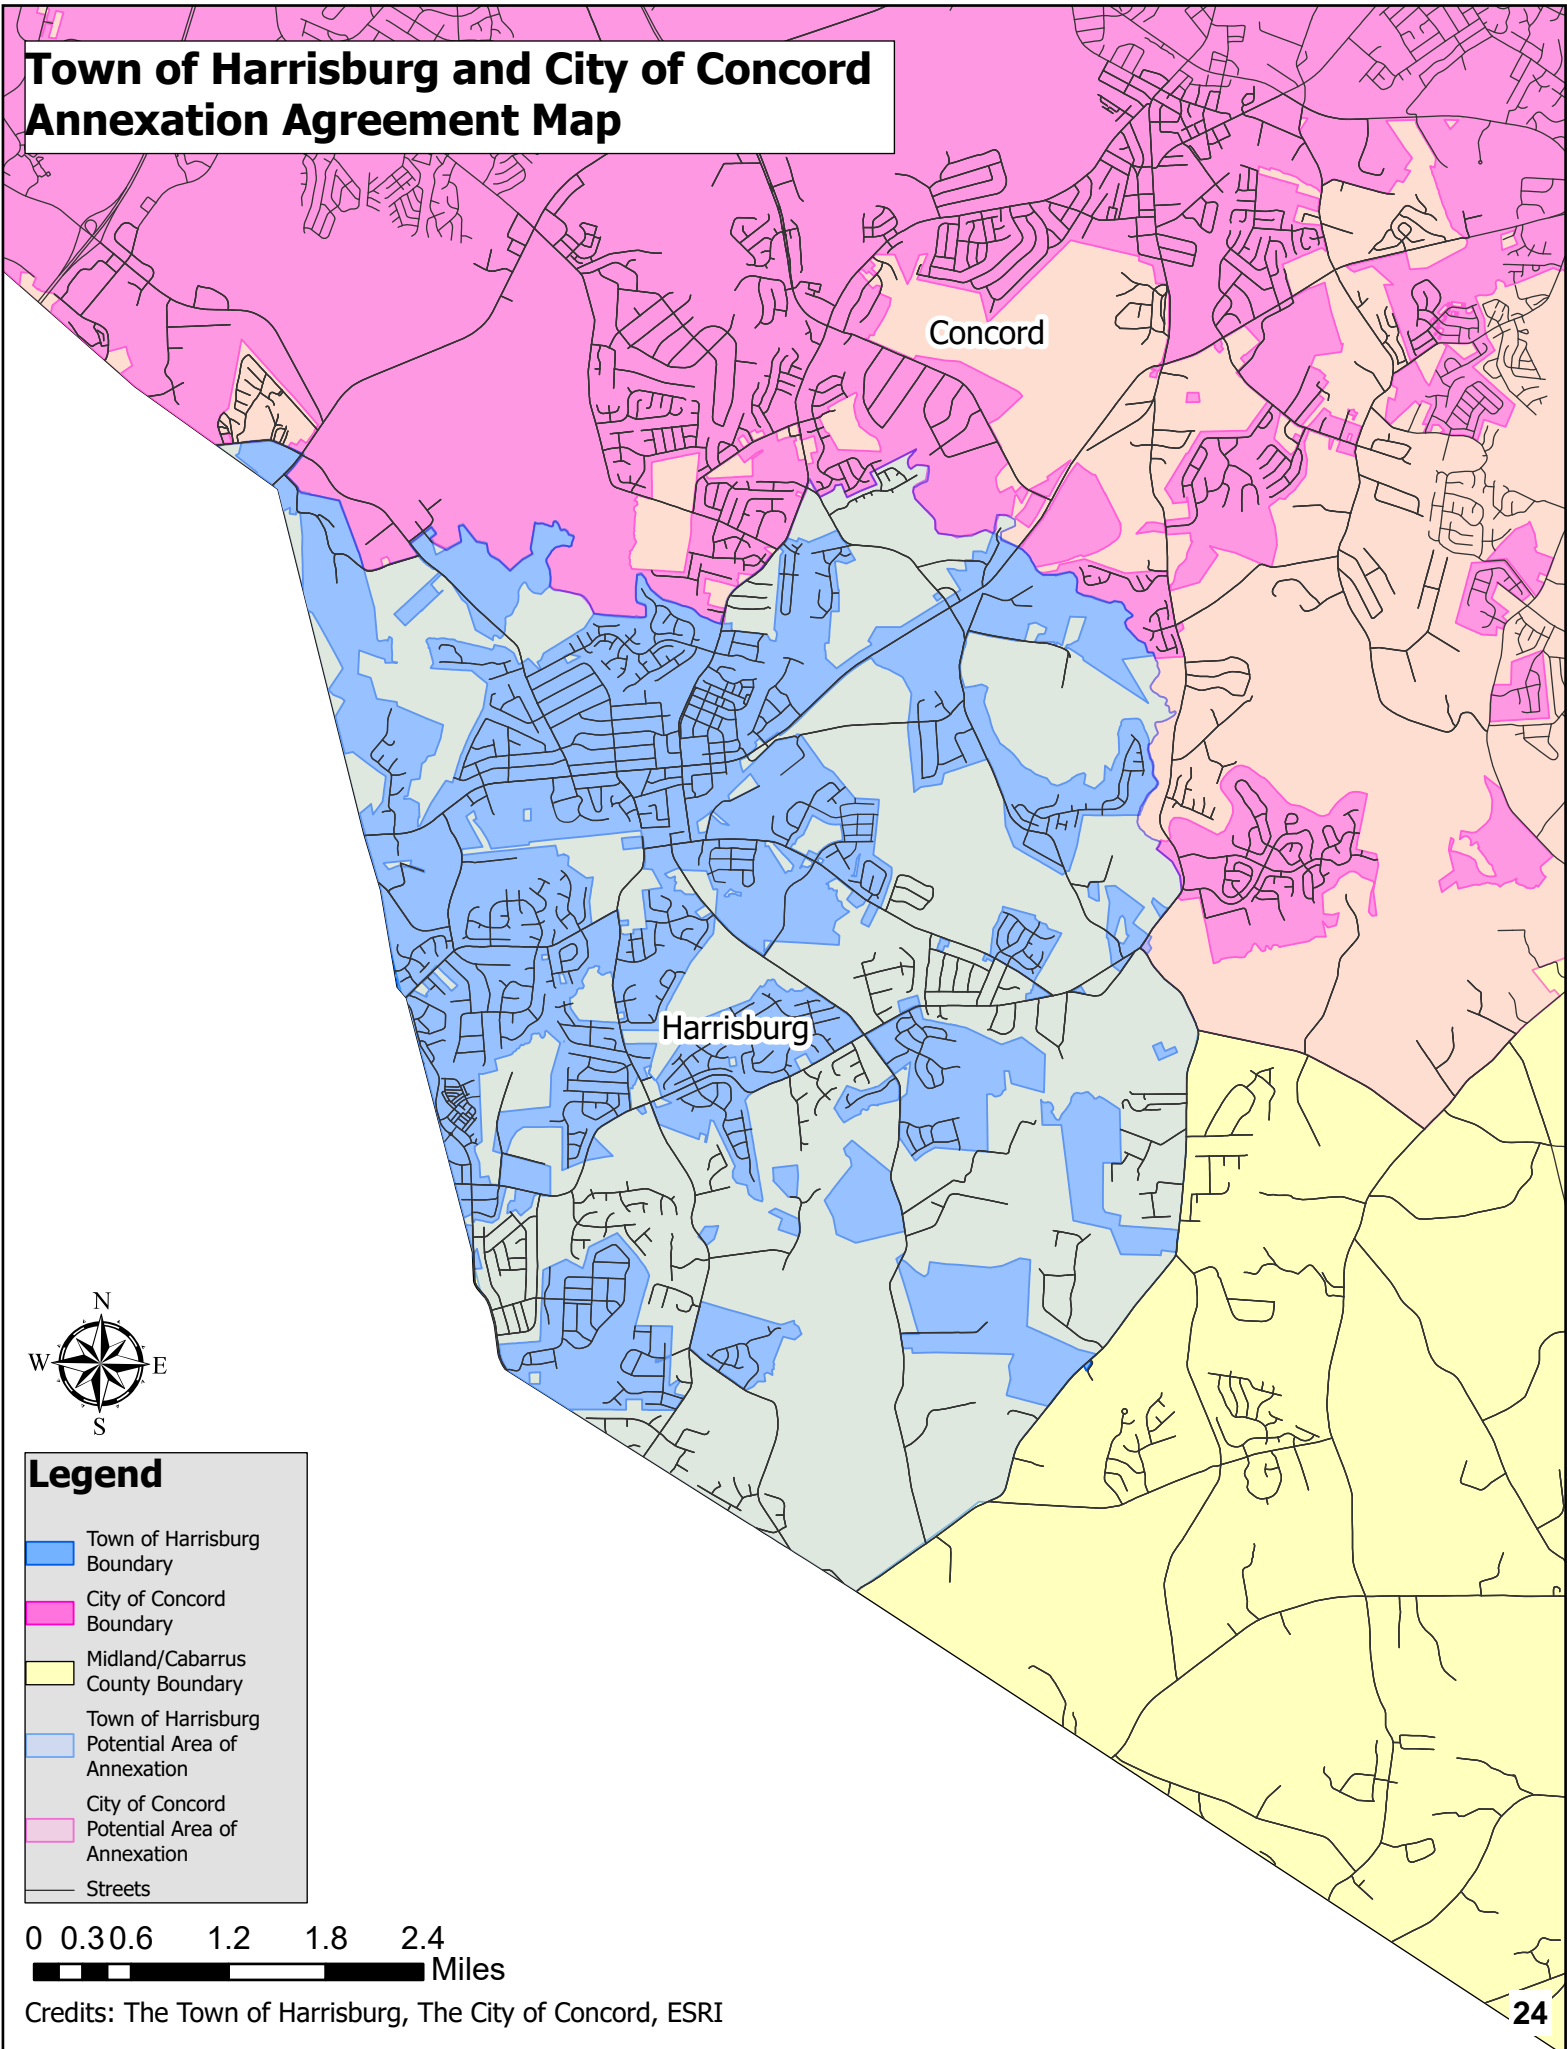 Town of Harrisburg and City of Concord
Annexation Agreement Map
Concord
Harrisburg
N
W
E
S
Legend
Town of Harrisburg
Boundary
City of Concord
Boundary
Midland/Cabarrus
County Boundary
Town of Harrisburg
Potential Area of
Annexation
City of Concord
Potential Area of
Annexation
Streets
0 0.3 0.6 1.2 1.8 2.4
Miles
Credits: The Town of Harrisburg, The City of Concord, ESRI
24